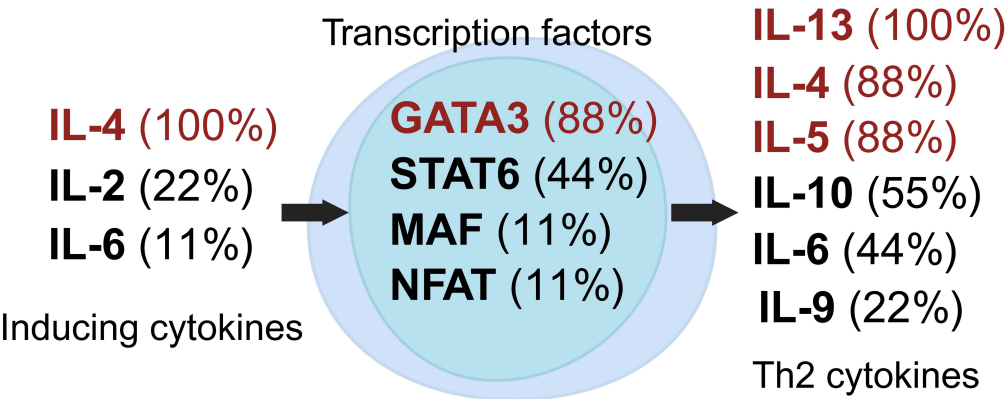 Transcription factors
IL-4 (100%)
IL-2 (22%)
IL-6 (11%)
Inducing cytokines
GATA3 (88%)
STAT6 (44%)
MAF (11%)
NFAT (11%)
IL-13 (100%)
IL-4 (88%)
IL-5 (88%)
IL-10 (55%)
IL-6 (44%)
IL-9 (22%)
Th2 cytokines